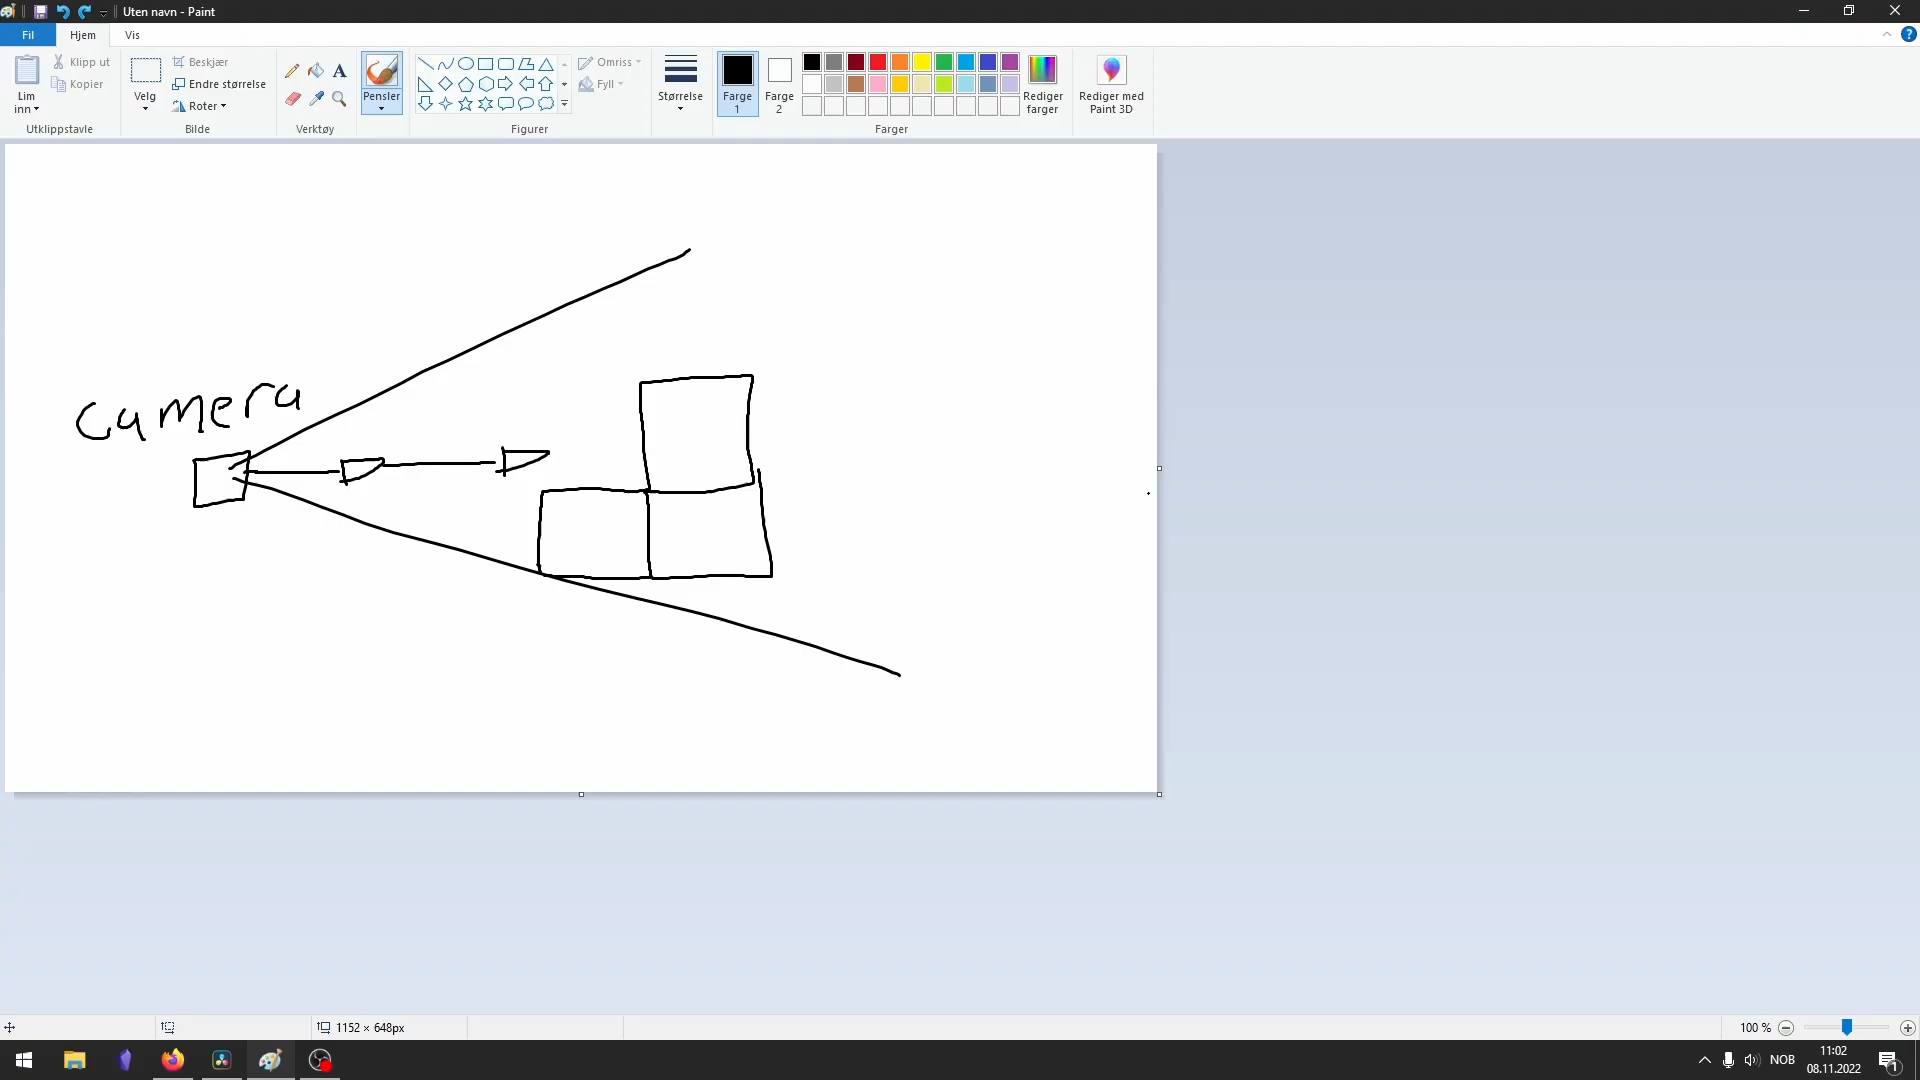 Uten navn - Paint
Fil Hjem Vis
Lim inn
Klipp ut
Kopier
Utklippstavle
Velg
Beskjær
Endre størrelse
Roter
Bilde
A
Verktøy
Pensler
Figurer
Omriss
Fyll
Størrelse
Farge 1
Farge 2
Farger
Rediger farger
Rediger med Paint 3D
Camera
1152 × 648px
100 %
NOB
11:02
08.11.2022
1